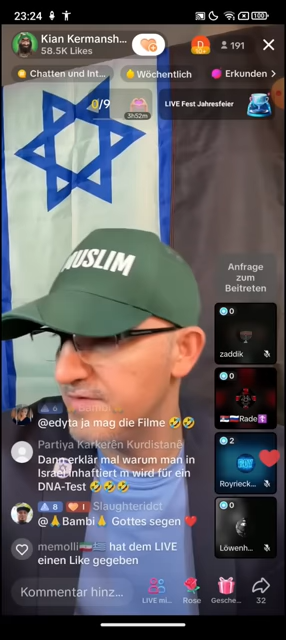 23:24
100
Kian Kermansh...
58.5K Likes
D
191
Chatten und Int...
Wöchentlich
Erkunden
0/9
3h52m
LIVE Fest Jahresfeier
MUSLIM
Anfrage
zum
Beitreten
0
zaddik
0
🇷🇸🇷🇺Rade☦️
2
Royrieck...
0
Löwenh...
@edyta ja mag die Filme 🤣🤣
Partiya Karkerên Kurdistanê
Dann erklär mal warum man in
Israel inhaftiert m wird für ein
DNA-Test 🤣🤣🤣
8 1 Slaughteridct
@🙏Bambi🙏 Gottes segen ❤️
memolli🇮🇷🇬🇷 hat dem LIVE
einen Like gegeben
Kommentar hinz...
LIVE mi...
Rose
Gesche...
32